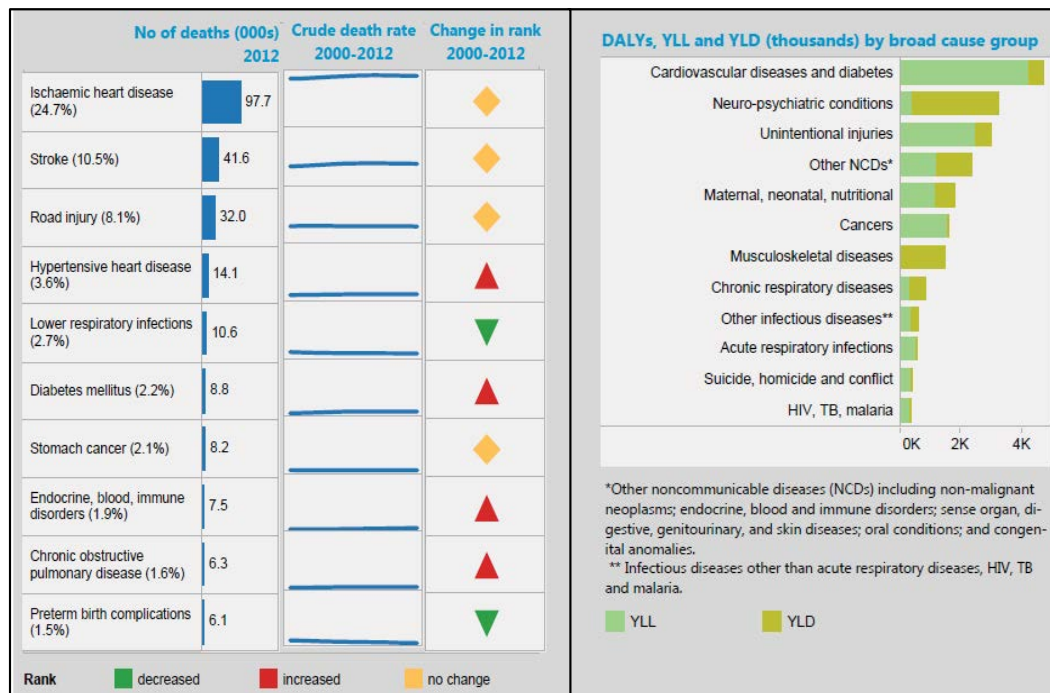 No of deaths (000s)
2012
Crude death rate
2000-2012
Change in rank
2000-2012
Ischaemic heart disease
(24.7%)
97.7
Stroke (10.5%)
41.6
Road injury (8.1%)
32.0
Hypertensive heart disease
(3.6%)
14.1
Lower respiratory infections
(2.7%)
10.6
Diabetes mellitus (2.2%)
8.8
Stomach cancer (2.1%)
8.2
Endocrine, blood, immune
disorders (1.9%)
7.5
Chronic obstructive
pulmonary disease (1.6%)
6.3
Preterm birth complications
(1.5%)
6.1
Rank
decreased
increased
no change
DALYs, YLL and YLD (thousands) by broad cause group
Cardiovascular diseases and diabetes
Neuro-psychiatric conditions
Unintentional injuries
Other NCDs*
Maternal, neonatal, nutritional
Cancers
Musculoskeletal diseases
Chronic respiratory diseases
Other infectious diseases**
Acute respiratory infections
Suicide, homicide and conflict
HIV, TB, malaria
0K 2K 4K
*Other noncommunicable diseases (NCDs) including non-malignant
neoplasms; endocrine, blood and immune disorders; sense organ, di-
gestive, genitourinary, and skin diseases; oral conditions; and congen-
ital anomalies.
** Infectious diseases other than acute respiratory diseases, HIV, TB
and malaria.
YLL
YLD